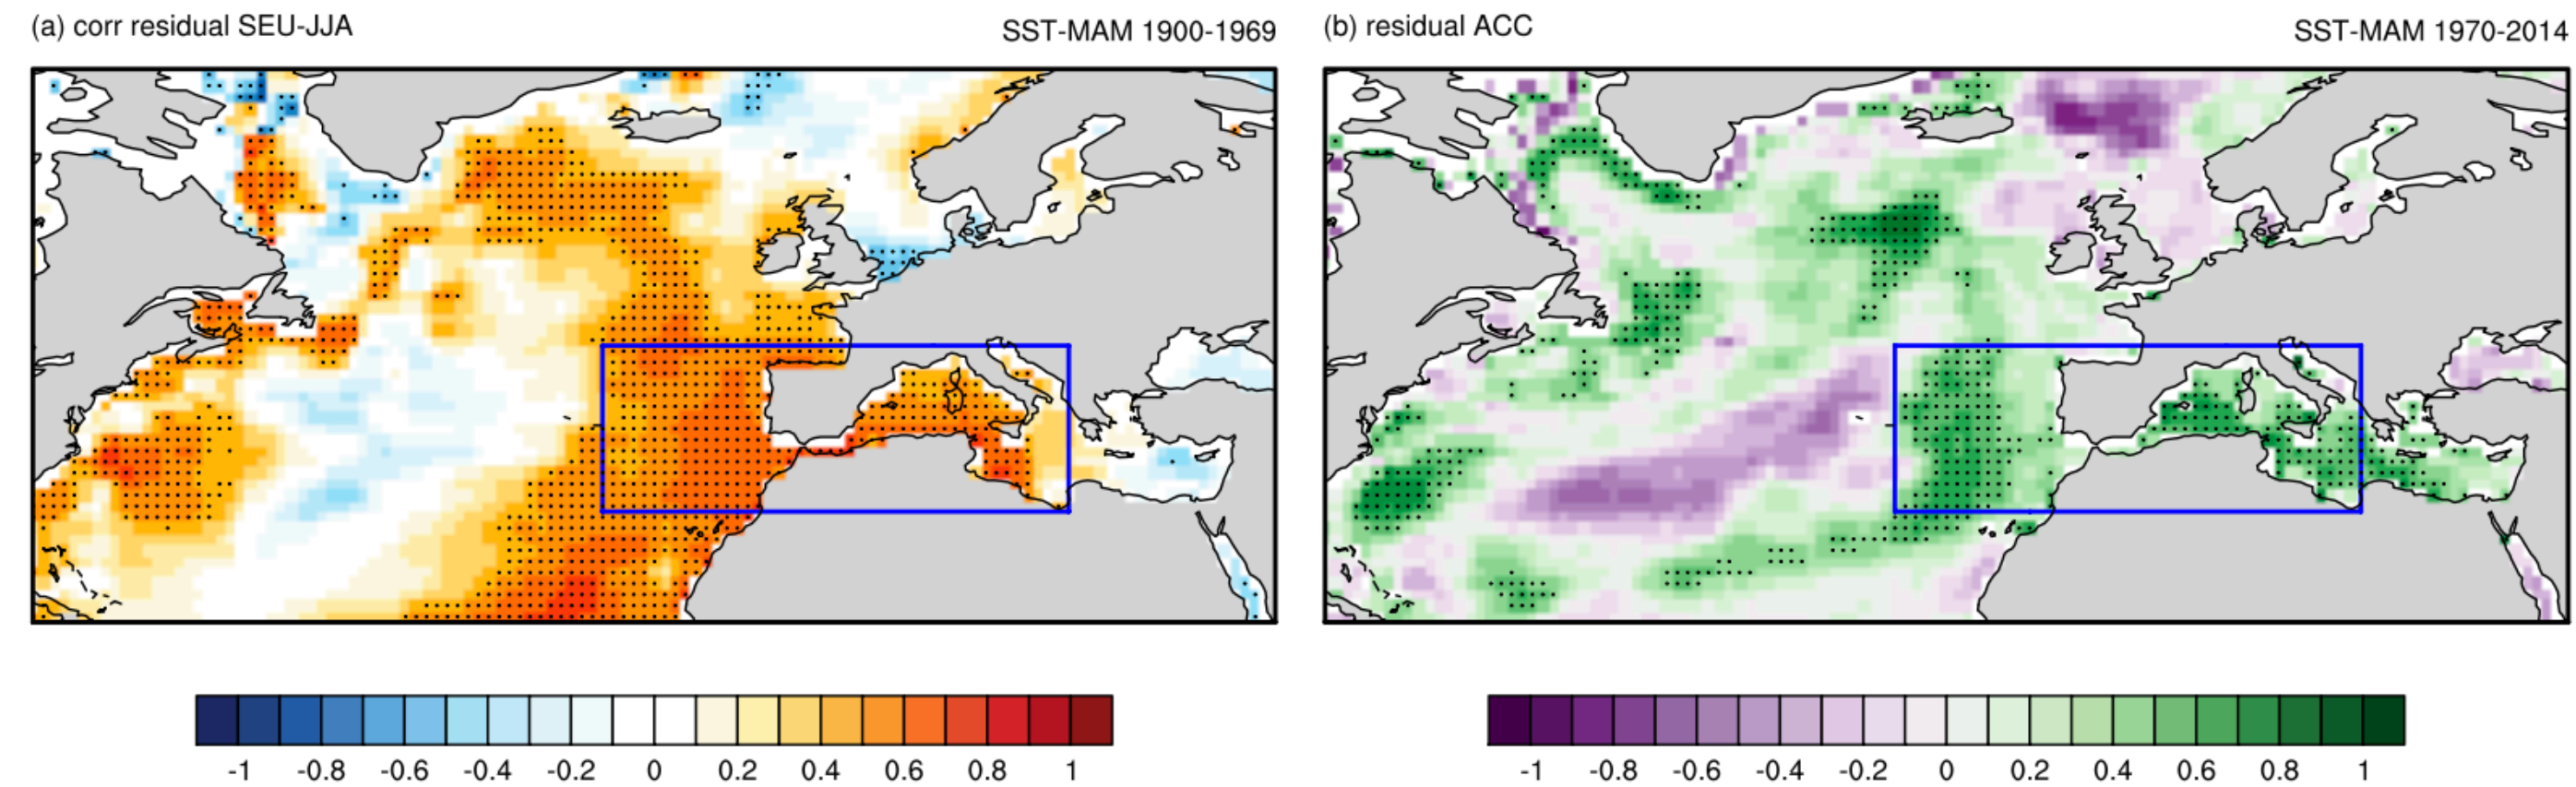 (a) corr residual SEU-JJA SST-MAM 1900-1969
(b) residual ACC SST-MAM 1970-2014
-1 -0.8 -0.6 -0.4 -0.2 0 0.2 0.4 0.6 0.8 1
-1 -0.8 -0.6 -0.4 -0.2 0 0.2 0.4 0.6 0.8 1